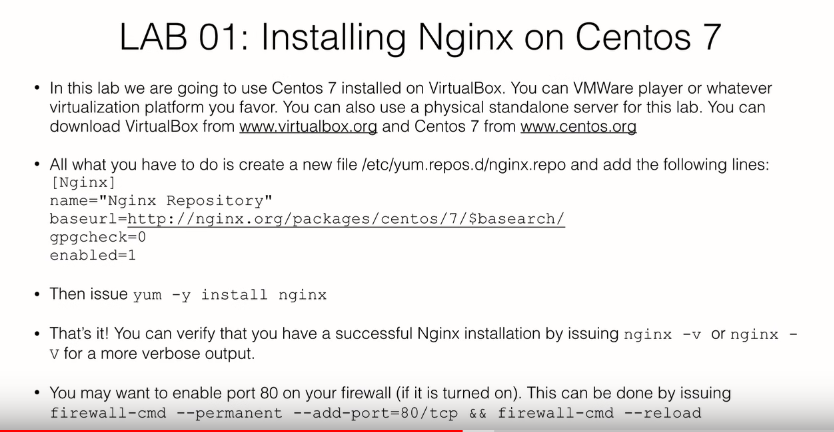 LAB 01: Installing Nginx on Centos 7
• In this lab we are going to use Centos 7 installed on VirtualBox. You can VMWare player or whatever
virtualization platform you favor. You can also use a physical standalone server for this lab. You can
download VirtualBox from www.virtualbox.org and Centos 7 from www.centos.org
• All what you have to do is create a new file /etc/yum.repos.d/nginx.repo and add the following lines:
[Nginx]
name="Nginx Repository"
baseurl=http://nginx.org/packages/centos/7/$basearch/
gpgcheck=0
enabled=1
• Then issue yum -y install nginx
• That's it! You can verify that you have a successful Nginx installation by issuing nginx -v or nginx -
V for a more verbose output.
• You may want to enable port 80 on your firewall (if it is turned on). This can be done by issuing
firewall-cmd --permanent --add-port=80/tcp && firewall-cmd --reload